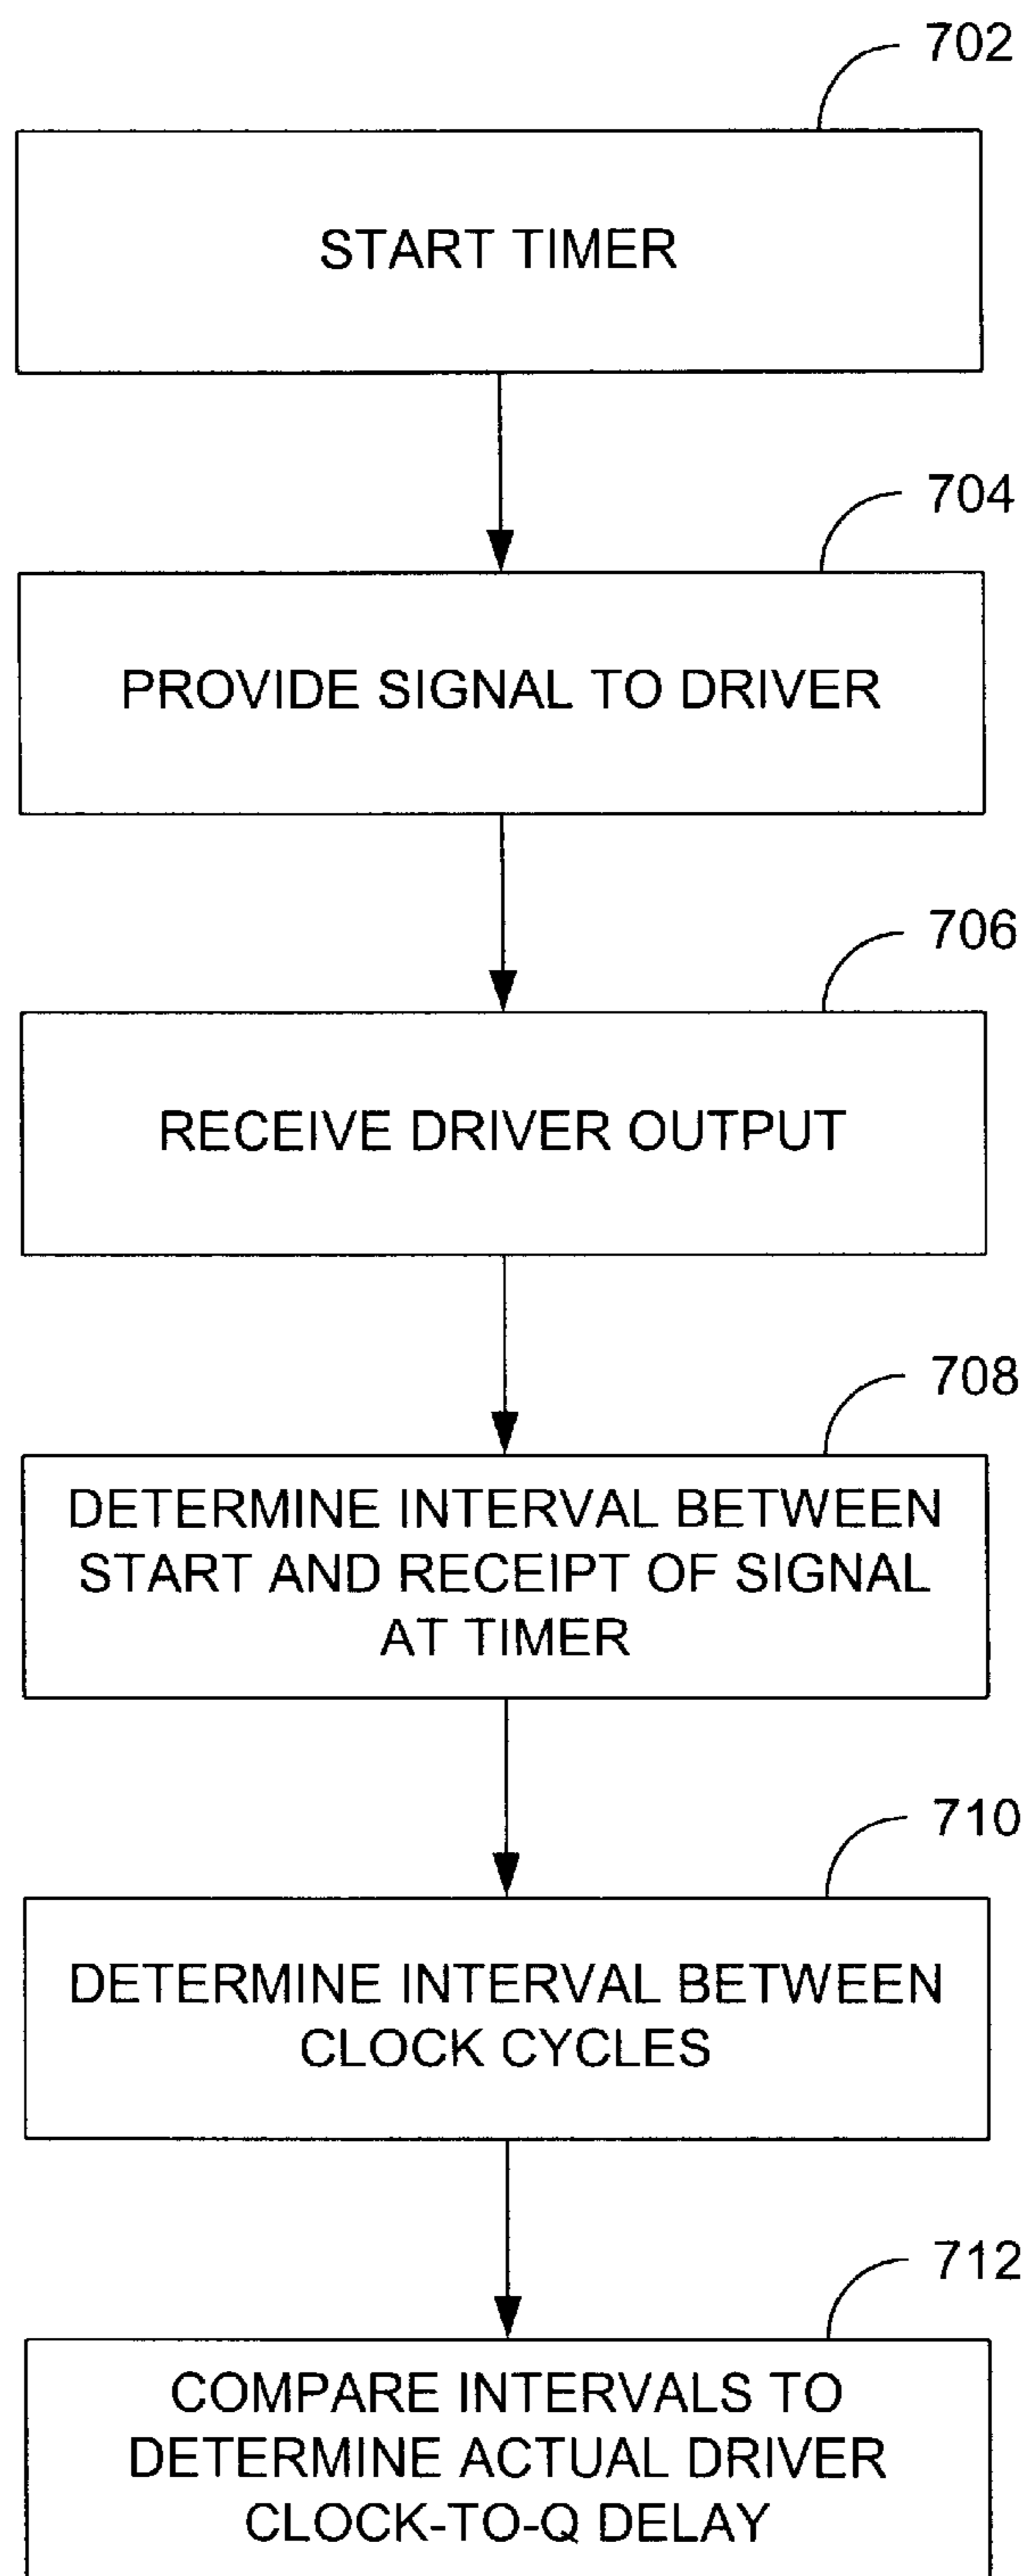 702
START TIMER
704
PROVIDE SIGNAL TO DRIVER
706
RECEIVE DRIVER OUTPUT
708
DETERMINE INTERVAL BETWEEN
START AND RECEIPT OF SIGNAL
AT TIMER
710
DETERMINE INTERVAL BETWEEN
CLOCK CYCLES
712
COMPARE INTERVALS TO
DETERMINE ACTUAL DRIVER
CLOCK-TO-Q DELAY